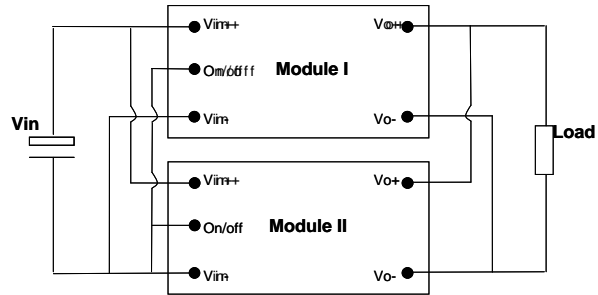 Vin+ Vo+
On/off Module I
Vin- Vo-
Vin
Load
Vin+ Vo+
On/off Module II
Vin- Vo-